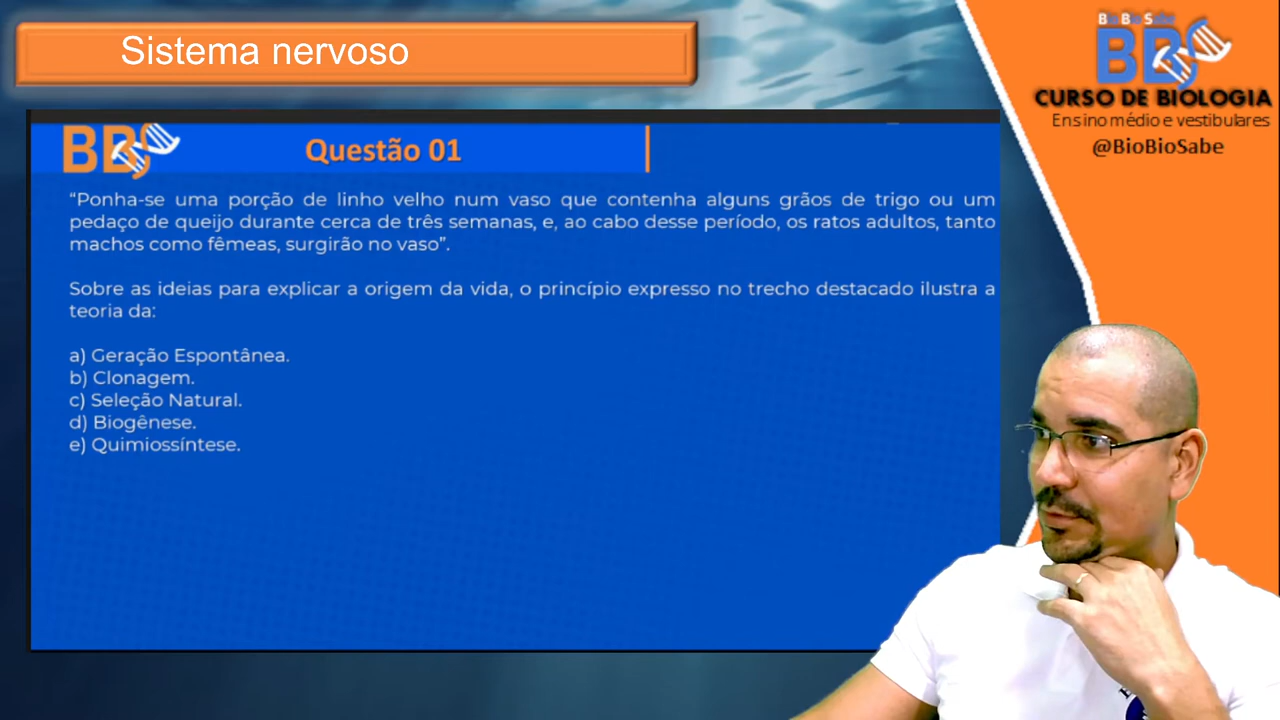 Sistema nervoso
Bio Bio Sabe
BBS
CURSO DE BIOLOGIA
Ensino médio e vestibulares
@BioBioSabe
BBS
Questão 01
“Ponha-se uma porção de linho velho num vaso que contenha alguns grãos de trigo ou um
pedaço de queijo durante cerca de três semanas, e, ao cabo desse período, os ratos adultos, tanto
machos como fêmeas, surgirão no vaso”.
Sobre as ideias para explicar a origem da vida, o princípio expresso no trecho destacado ilustra a
teoria da:
a) Geração Espontânea.
b) Clonagem.
c) Seleção Natural.
d) Biogênese.
e) Quimiossíntese.